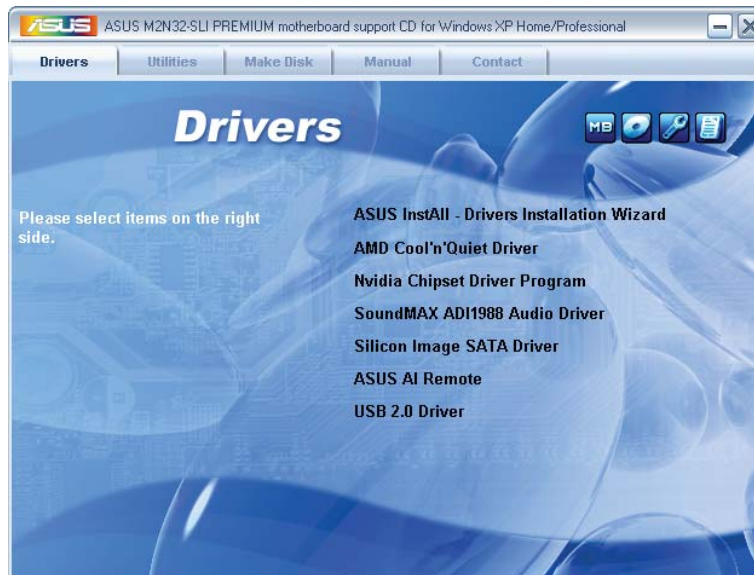 ASUS ASUS M2N32-SLI PREMIUM motherboard support CD for Windows XP Home/Professional
Drivers Utilities Make Disk Manual Contact
Drivers
MB
Please select items on the right
side.
ASUS InstAll - Drivers Installation Wizard
AMD Cool'n'Quiet Driver
Nvidia Chipset Driver Program
SoundMAX ADI1988 Audio Driver
Silicon Image SATA Driver
ASUS AI Remote
USB 2.0 Driver